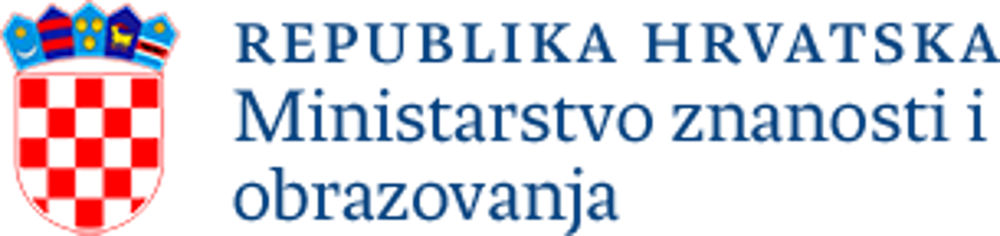 REPUBLIKA HRVATSKA
Ministarstvo znanosti i
obrazovanja